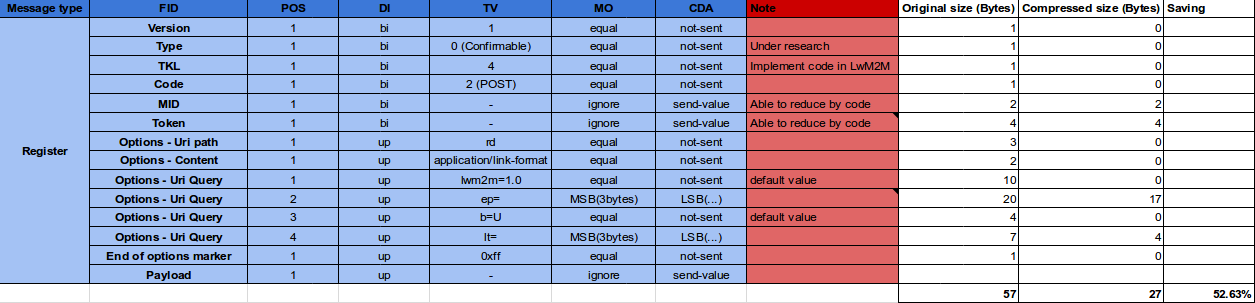 Message type FID POS DI TV MO CDA Note Original size (Bytes) Compressed size (Bytes) Saving
Version 1 bi 1 equal not-sent 1 0
Type 1 bi 0 (Confirmable) equal not-sent Under research 1 0
TKL 1 bi 4 equal not-sent Implement code in LwM2M 1 0
Code 1 bi 2 (POST) equal not-sent 1 0
MID 1 bi - ignore send-value Able to reduce by code 2 2
Token 1 bi - ignore send-value Able to reduce by code 4 4
Register Options - Uri path 1 up rd equal not-sent 3 0
Options - Content 1 up application/link-format equal not-sent 2 0
Options - Uri Query 1 up lwm2m=1.0 equal not-sent default value 10 0
Options - Uri Query 2 up ep= MSB(3bytes) LSB(...) 20 17
Options - Uri Query 3 up b=U equal not-sent default value 4 0
Options - Uri Query 4 up lt= MSB(3bytes) LSB(...) 7 4
End of options marker 1 up 0xff equal not-sent 1 0
Payload 1 up - ignore send-value
57 27 52.63%